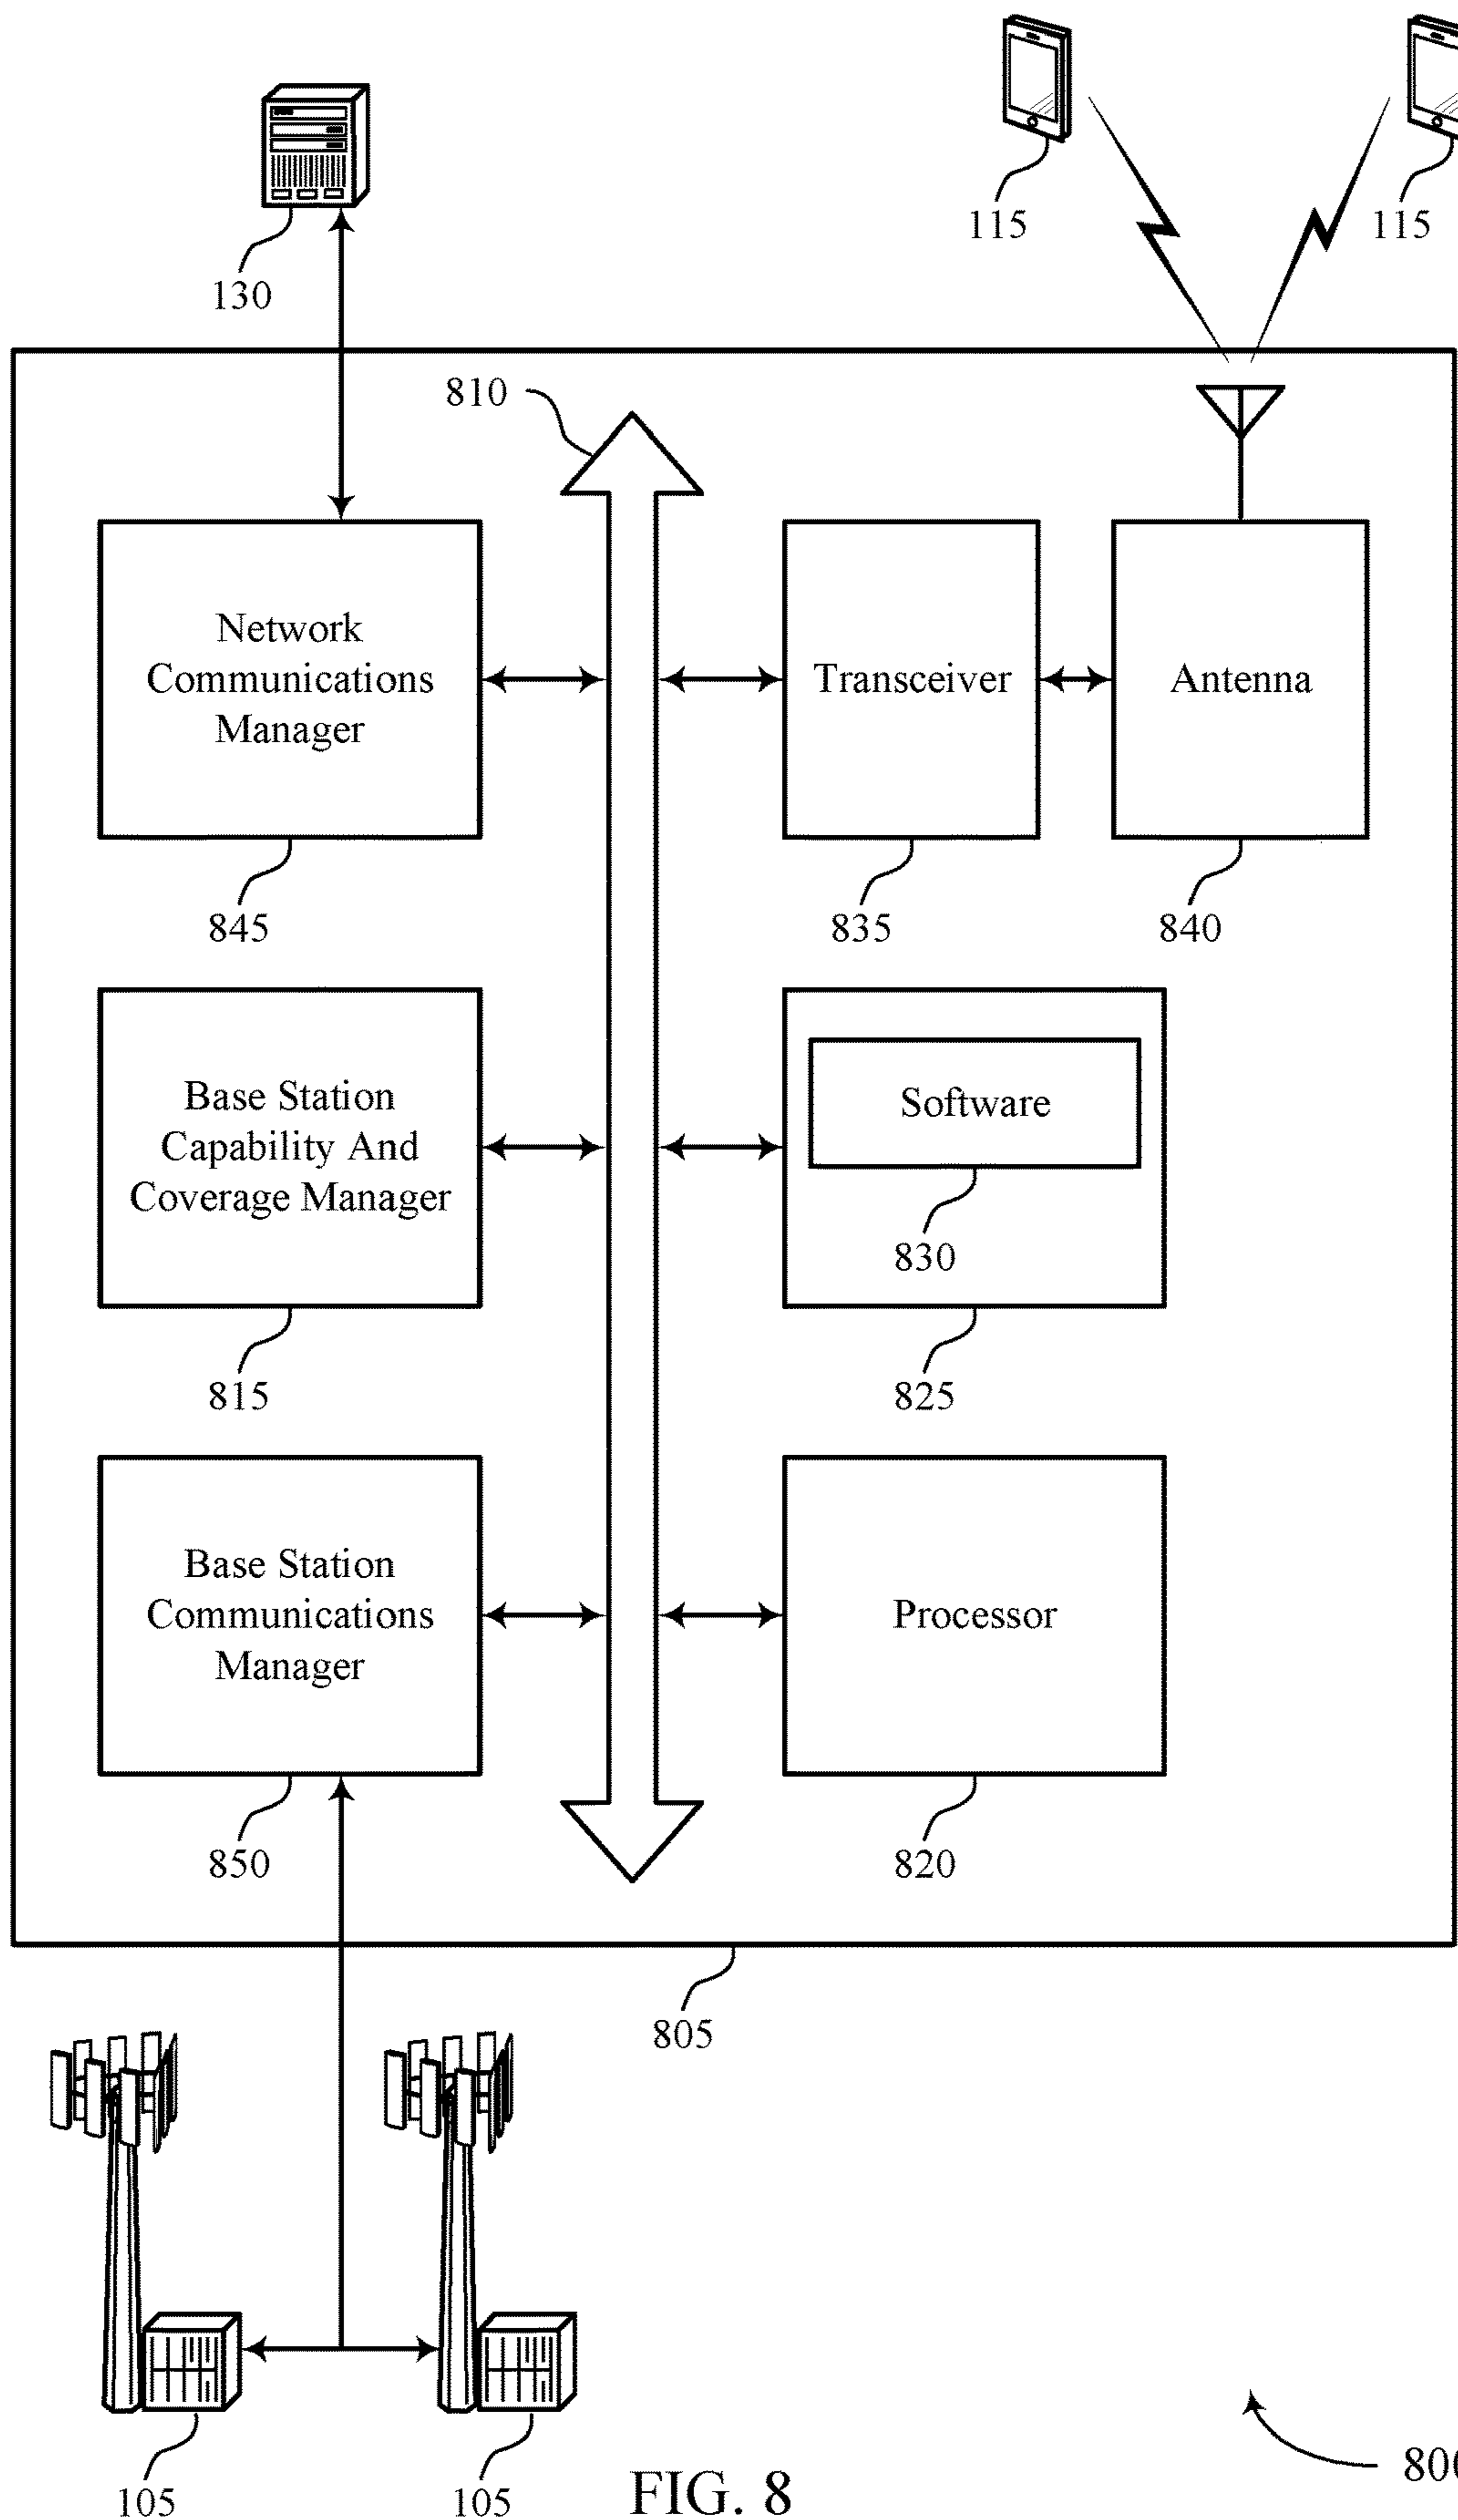 115
115
130
810
Network
Communications
Manager
Transceiver
Antenna
845
835
840
Base Station
Capability And
Coverage Manager
Software
830
815
825
Base Station
Communications
Manager
Processor
850
820
805
105
105
FIG. 8